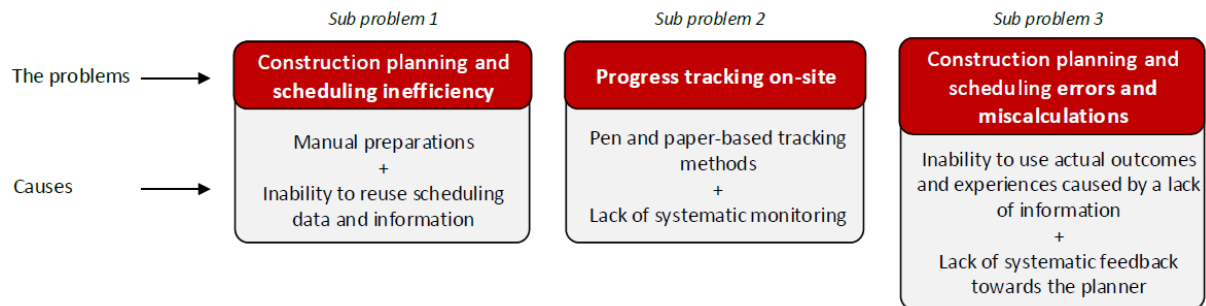 Sub problem 1
Sub problem 2
Sub problem 3
The problems
Construction planning and
scheduling inefficiency
Progress tracking on-site
Construction planning and
scheduling errors and
miscalculations
Causes
Manual preparations
+
Inability to reuse scheduling
data and information
Pen and paper-based tracking
methods
+
Lack of systematic monitoring
Inability to use actual outcomes
and experiences caused by a lack
of information
+
Lack of systematic feedback
towards the planner